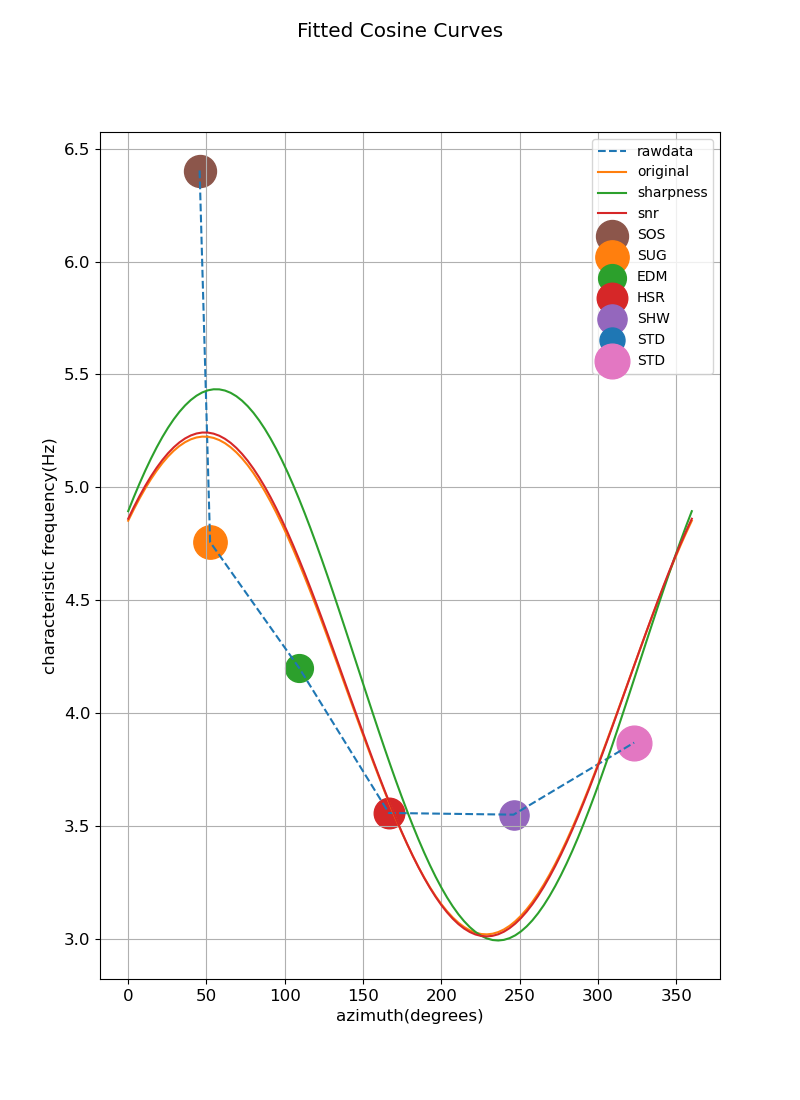 Fitted Cosine Curves
6.5
6.0
5.5
5.0
4.5
4.0
3.5
3.0
characteristic frequency(Hz)
rawdata
original
sharpness
snr
SOS
SUG
EDM
HSR
SHW
STD
STD
0 50 100 150 200 250 300 350
azimuth(degrees)